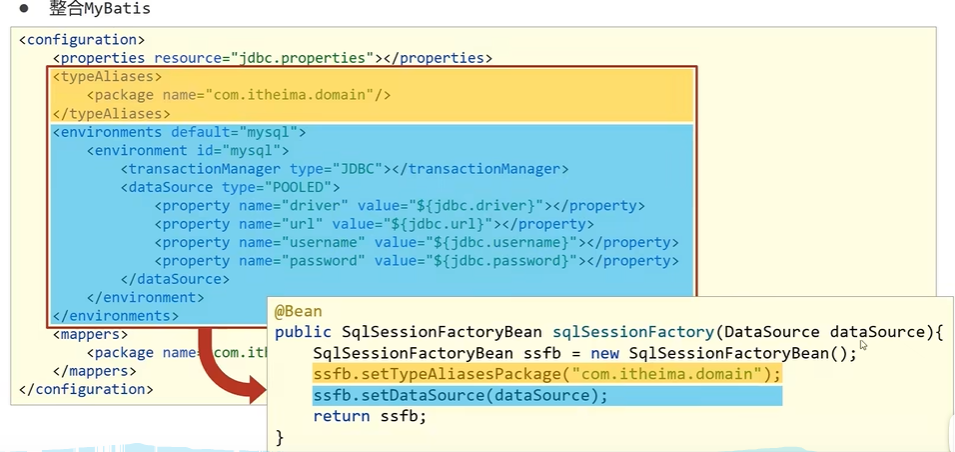 ● 整合MyBatis
<configuration>
<properties resource="jdbc.properties"></properties>
<typeAliases>
<package name="com.itheima.domain"/>
</typeAliases>
<environments default="mysql">
<environment id="mysql">
<transactionManager type="JDBC"></transactionManager>
<dataSource type="POOLED">
<property name="driver" value="${jdbc.driver}"></property>
<property name="url" value="${jdbc.url}"></property>
<property name="username" value="${jdbc.username}"></property>
<property name="password" value="${jdbc.password}"></property>
</dataSource>
</environment>
</environments>
<mappers>
<package name="com.ith
</mappers>
</configuration>
@Bean
public SqlSessionFactoryBean sqlSessionFactory(DataSource dataSource){
SqlSessionFactoryBean ssfb = new SqlSessionFactoryBean();
ssfb.setTypeAliasesPackage("com.itheima.domain");
ssfb.setDataSource(dataSource);
return ssfb;
}